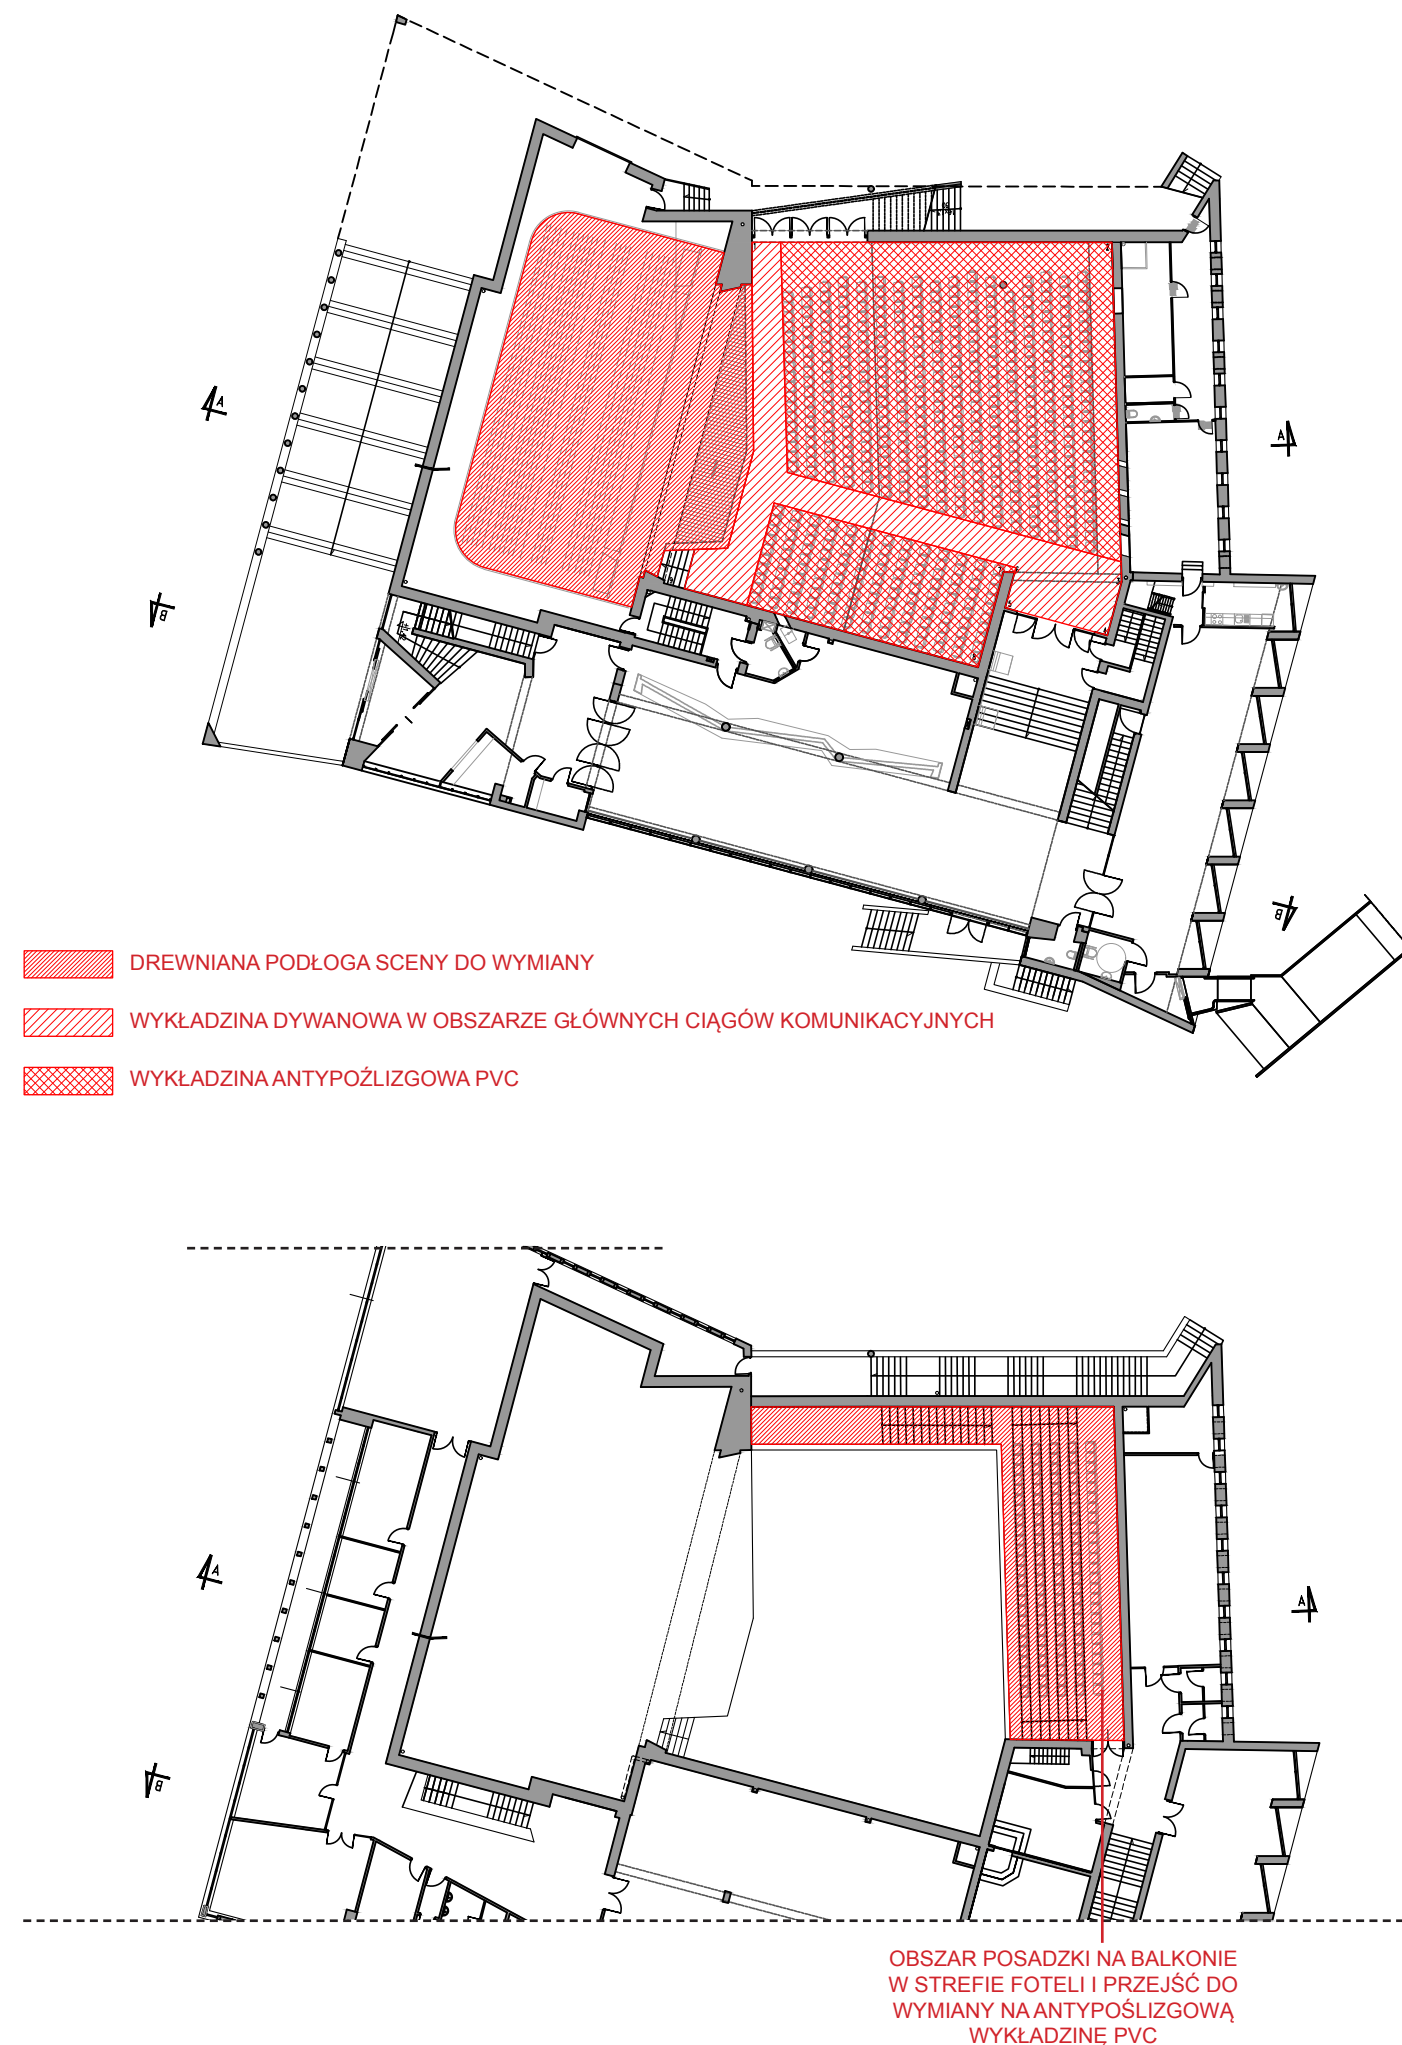 A
A
B
B
DREWNIANA PODŁOGA SCENY DO WYMIANY
WYKŁADZINA DYWANOWA W OBSZARZE GŁÓWNYCH CIĄGÓW KOMUNIKACYJNYCH
WYKŁADZINA ANTYPOŹLIZGOWA PVC
A
A
B
OBSZAR POSADZKI NA BALKONIE
W STREFIE FOTELI I PRZEJŚĆ DO
WYMIANY NA ANTYPOŚLIZGOWĄ
WYKŁADZINĘ PVC